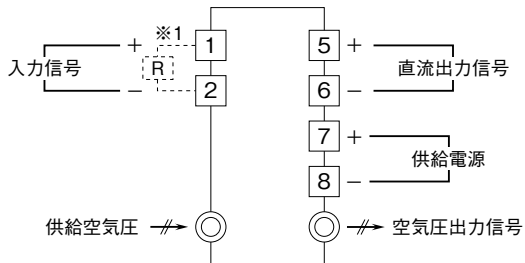 ※1
+ 1
入力信号
R
− 2
5 +
直流出力信号
6 −
7 +
供給電源
8 −
供給空気圧
空気圧出力信号